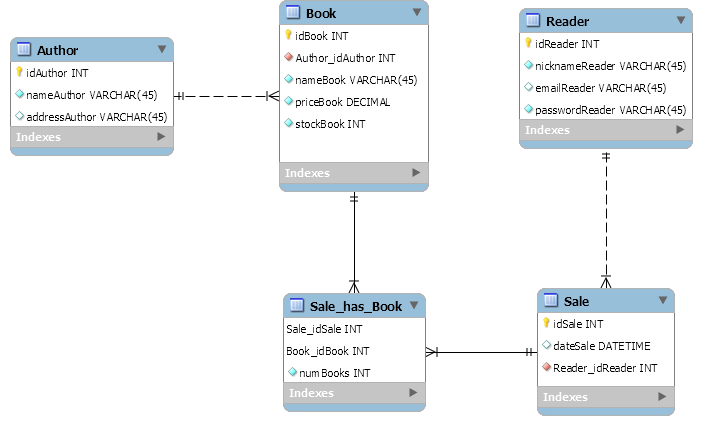 Author
idAuthor INT
nameAuthor VARCHAR(45)
addressAuthor VARCHAR(45)
Indexes
Book
idBook INT
Author_idAuthor INT
nameBook VARCHAR(45)
priceBook DECIMAL
stockBook INT
Indexes
Reader
idReader INT
nicknameReader VARCHAR(45)
emailReader VARCHAR(45)
passwordReader VARCHAR(45)
Indexes
Sale_has_Book
Sale_idSale INT
Book_idBook INT
numBooks INT
Indexes
Sale
idSale INT
dateSale DATETIME
Reader_idReader INT
Indexes